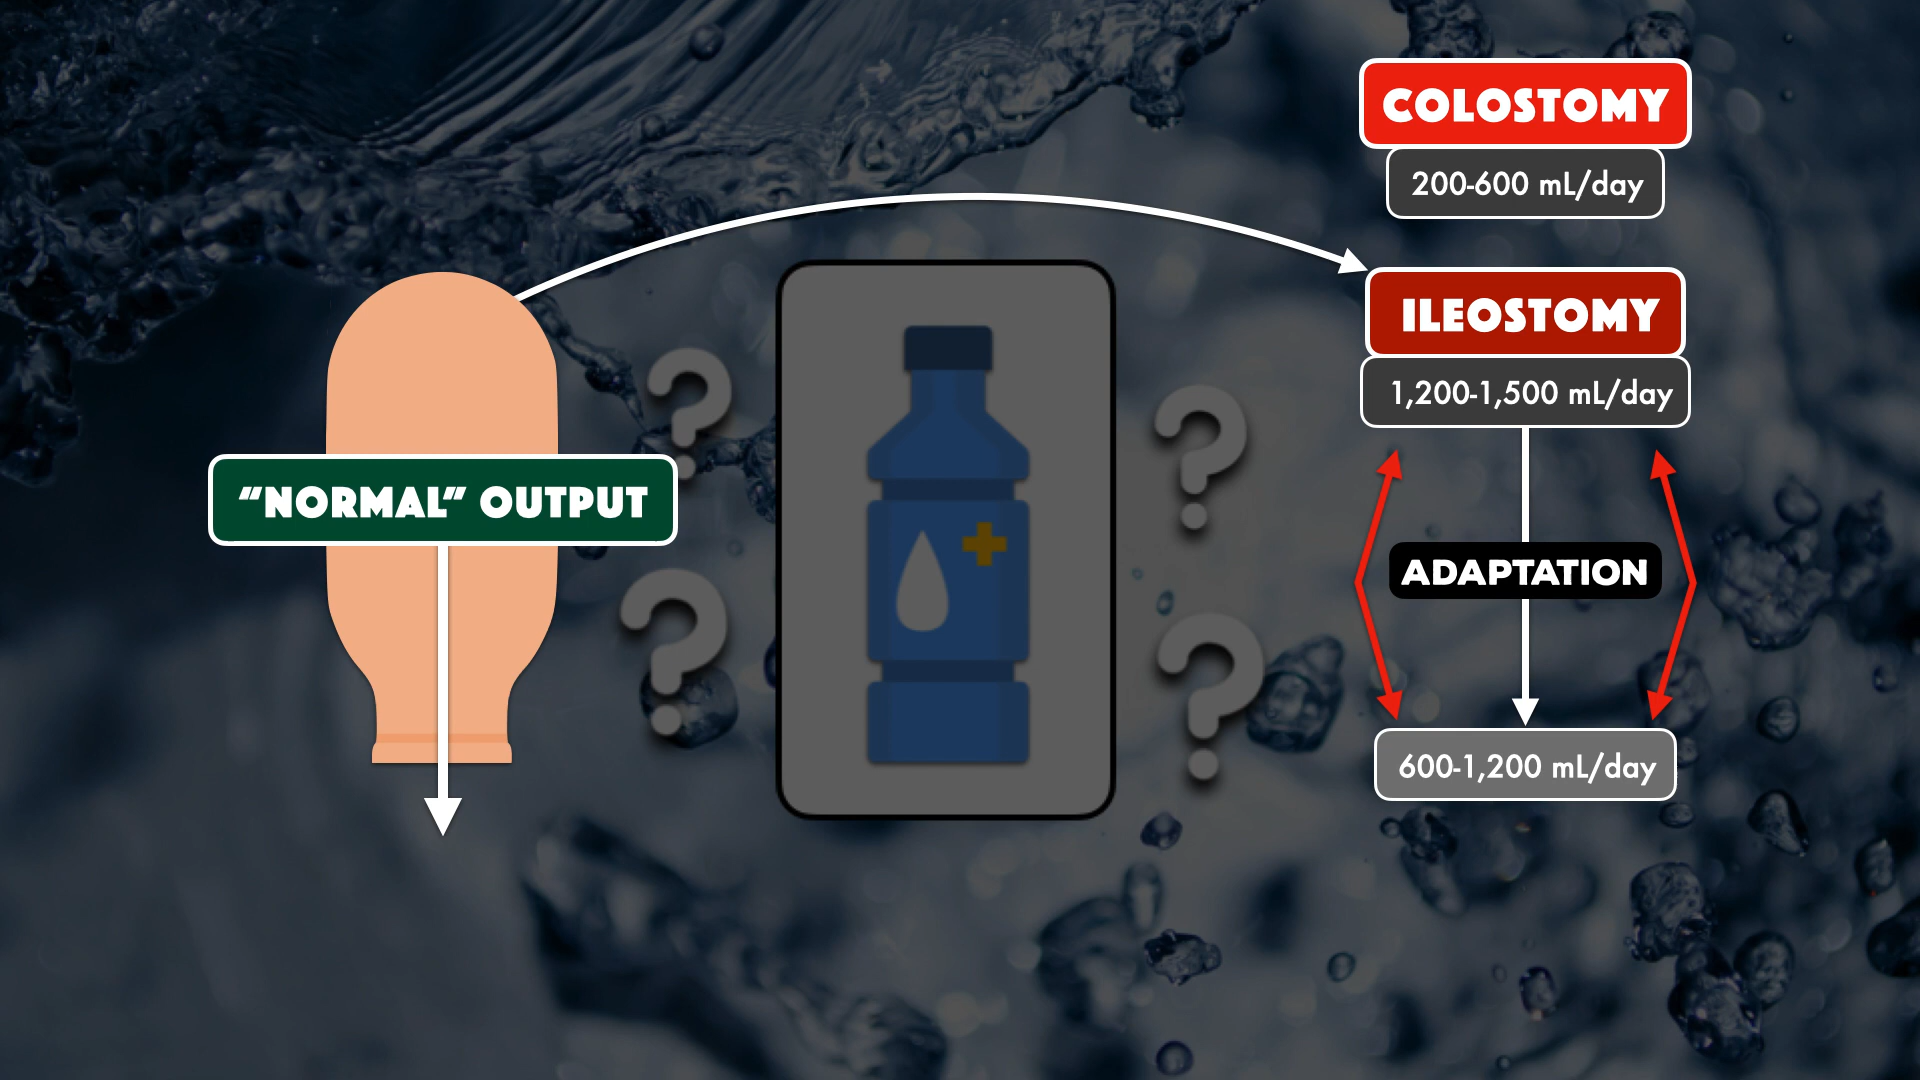 COLOSTOMY
200-600 mL/day
ILEOSTOMY
1,200-1,500 mL/day
"NORMAL" OUTPUT
ADAPTATION
600-1,200 mL/day
? ? ? ?